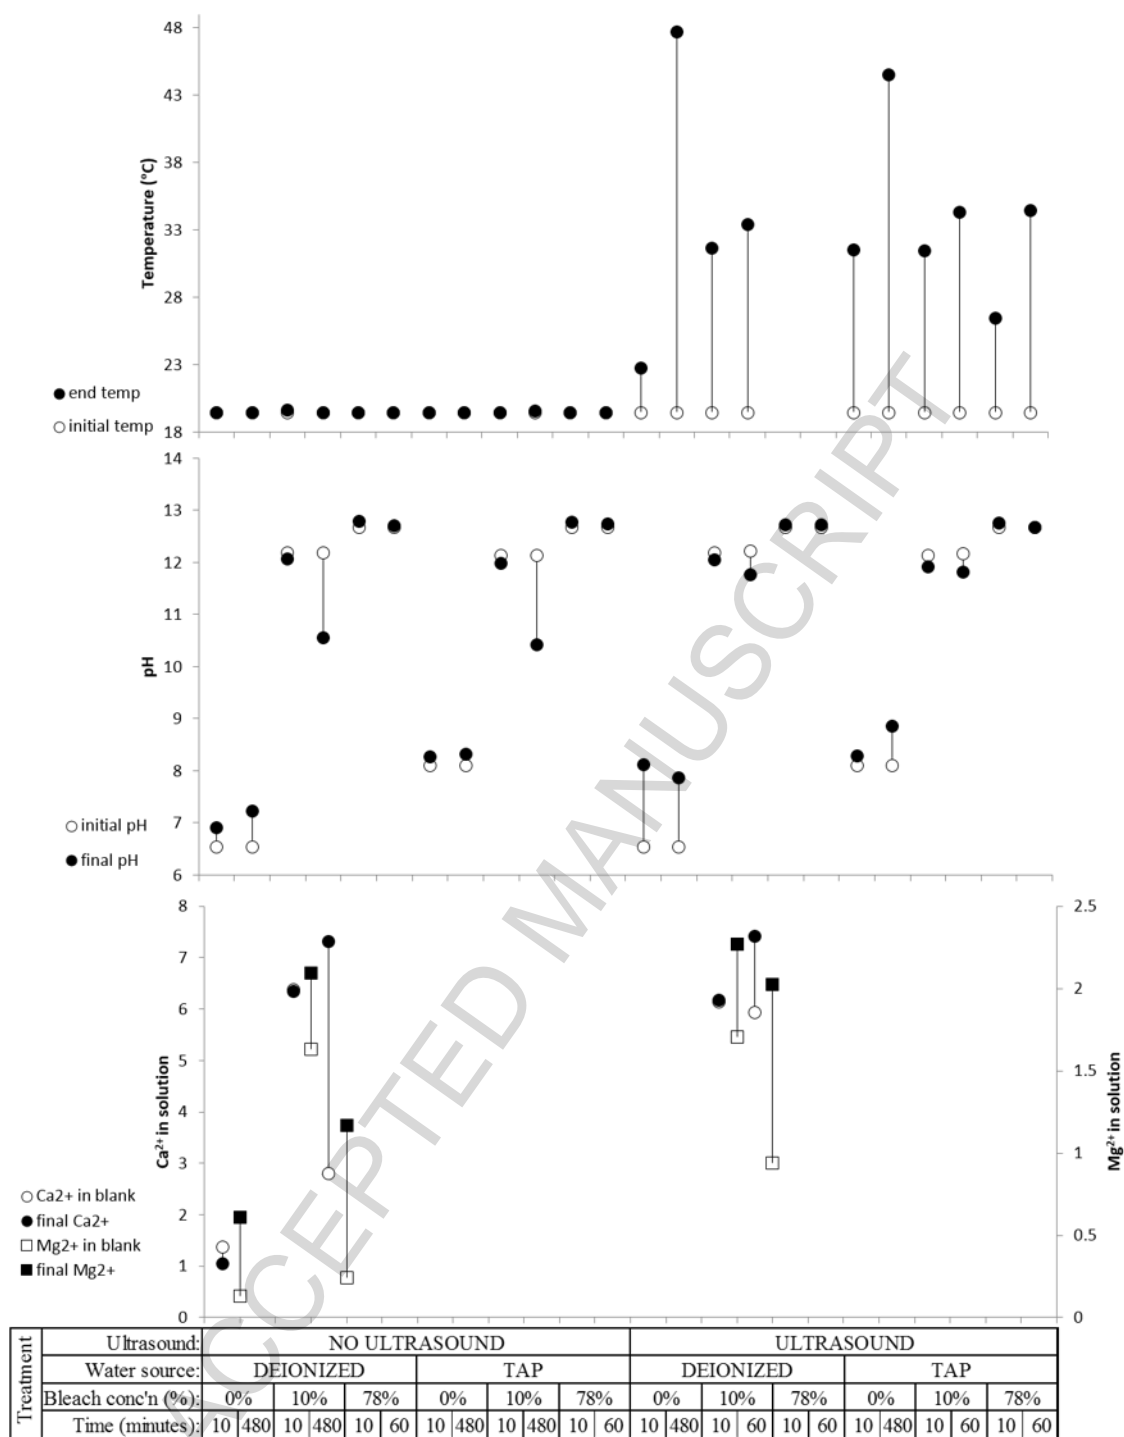 48
43
38
33
28
23
18
Temperature (°C)
end temp
initial temp
14
13
12
11
10
9
8
7
6
pH
initial pH
final pH
8
7
6
5
4
3
2
1
0
Ca²⁺ in solution
2.5
2
1.5
1
0.5
0
Mg²⁺ in solution
Ca2+ in blank
final Ca2+
Mg2+ in blank
final Mg2+
ACCEPTED MANUSCRIPT
Treatment
Ultrasound: NO ULTRASOUND ULTRASOUND
Water source: DEIONIZED TAP DEIONIZED TAP
Bleach conc'n (%): 0% 10% 78% 0% 10% 78% 0% 10% 78% 0% 10% 78%
Time (minutes): 10 480 10 480 10 60 10 480 10 480 10 60 10 480 10 60 10 60 10 480 10 60 10 60